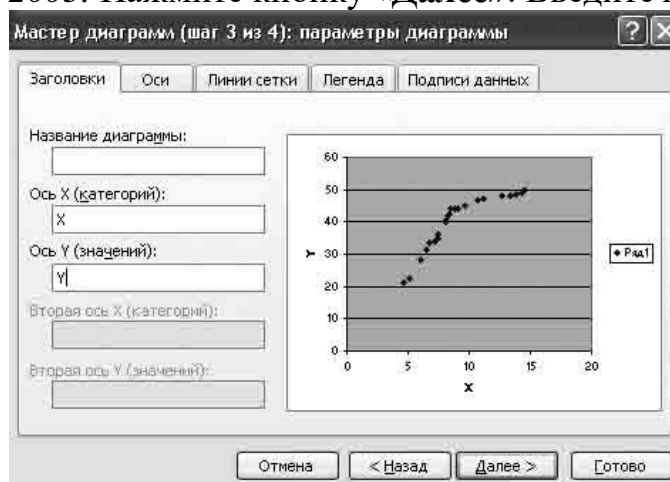 2003. Нажмите кнопку «Далее». Введите
Мастер диаграмм (шаг 3 из 4): параметры диаграммы
Заголовки
Оси
Линии сетки
Легенда
Подписи данных
Название диаграммы:
Ось X (категорий):
X
Ось Y (значений):
Y
Вторая ось X (категорий):
Вторая ось Y (значений):
60
50
40
30
20
10
0
Y
0 5 10 15 20
X
Ряд1
Отмена
< Назад
Далее >
Готово